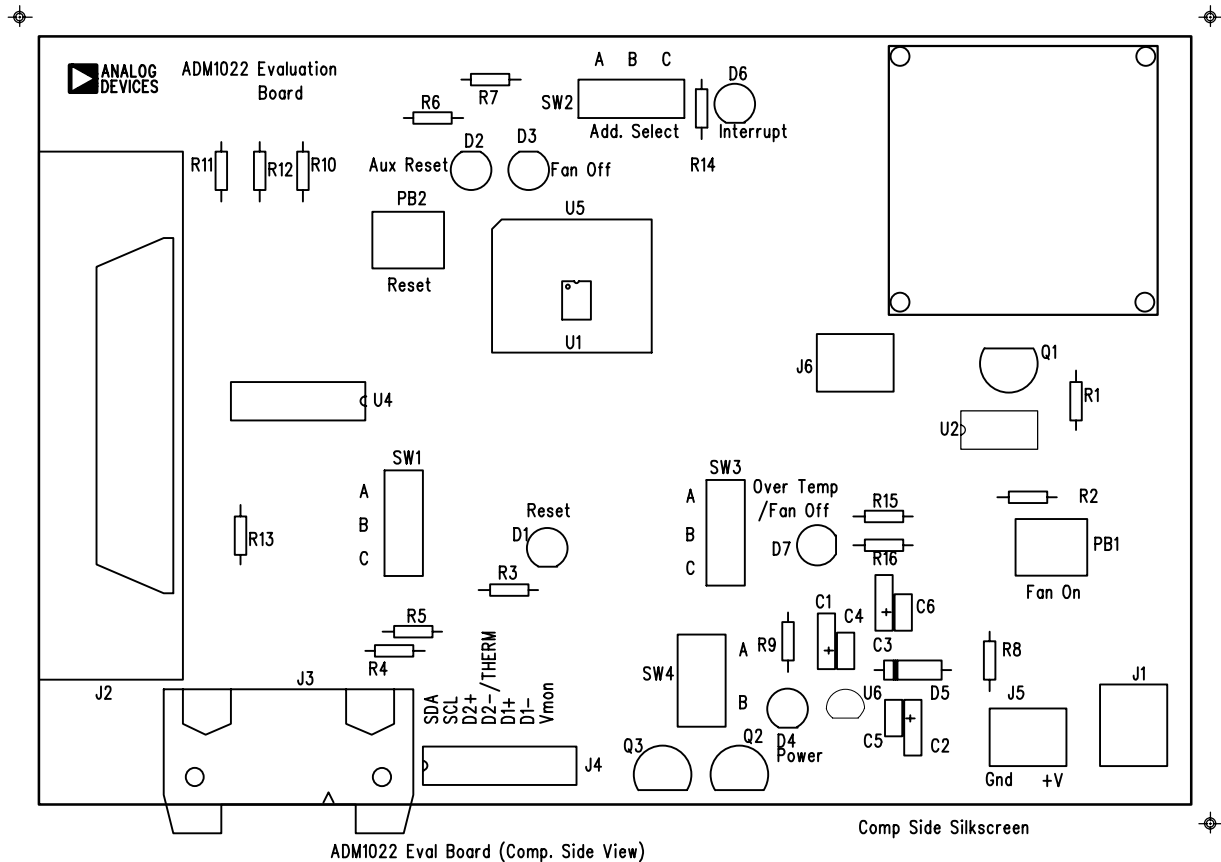 ANALOG
DEVICES
ADM1022 Evaluation
Board
A B C
SW2
Add. Select
R7
R6
D6
Interrupt
R14
R11
R12
R10
Aux Reset
D2
D3
Fan Off
PB2
Reset
U5
U1
J6
Q1
R1
U2
U4
SW1
A
B
C
R13
Reset
D1
R3
SW3
A
B
C
Over Temp
/Fan Off
D7
R15
R16
R2
PB1
Fan On
R5
R4
R9
C1
C4
C3
C6
R8
SW4
A
B
U6
D5
D4
Power
C5
C2
J5
Gnd +V
J1
J2
J3
SDA
SCL
D2+
D2-/THERM
D1+
D1-
Vmon
J4
Q3
Q2
Comp Side Silkscreen
ADM1022 Eval Board (Comp. Side View)